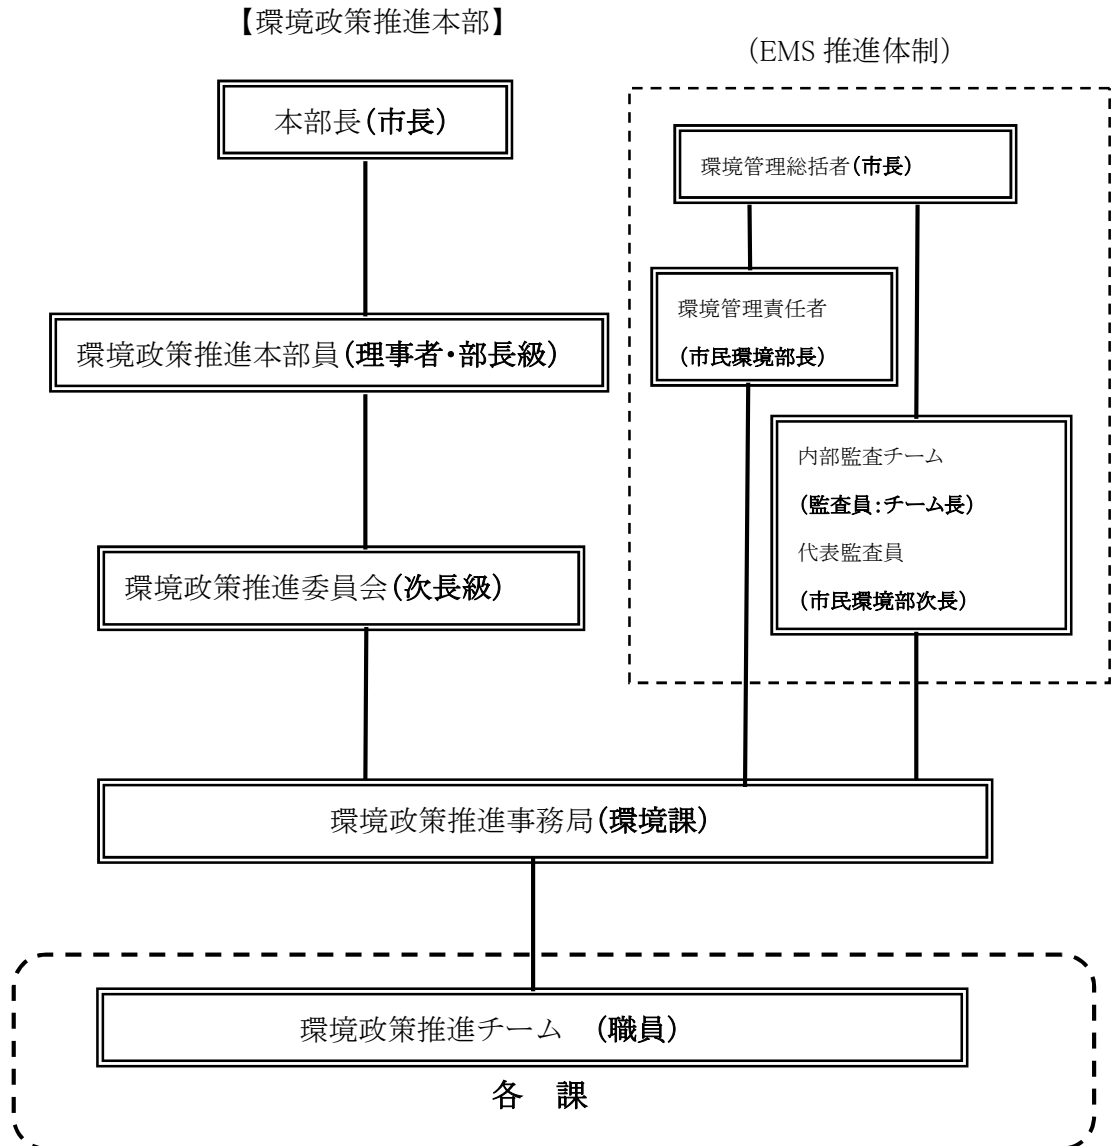 【環境政策推進本部】
(EMS 推進体制)
本部長(市長)
環境管理総括者(市長)
環境管理責任者
(市民環境部長)
環境政策推進本部員(理事者・部長級)
内部監査チーム
(監査員:チーム長)
代表監査員
(市民環境部次長)
環境政策推進委員会(次長級)
環境政策推進事務局(環境課)
環境政策推進チーム (職員)
各 課